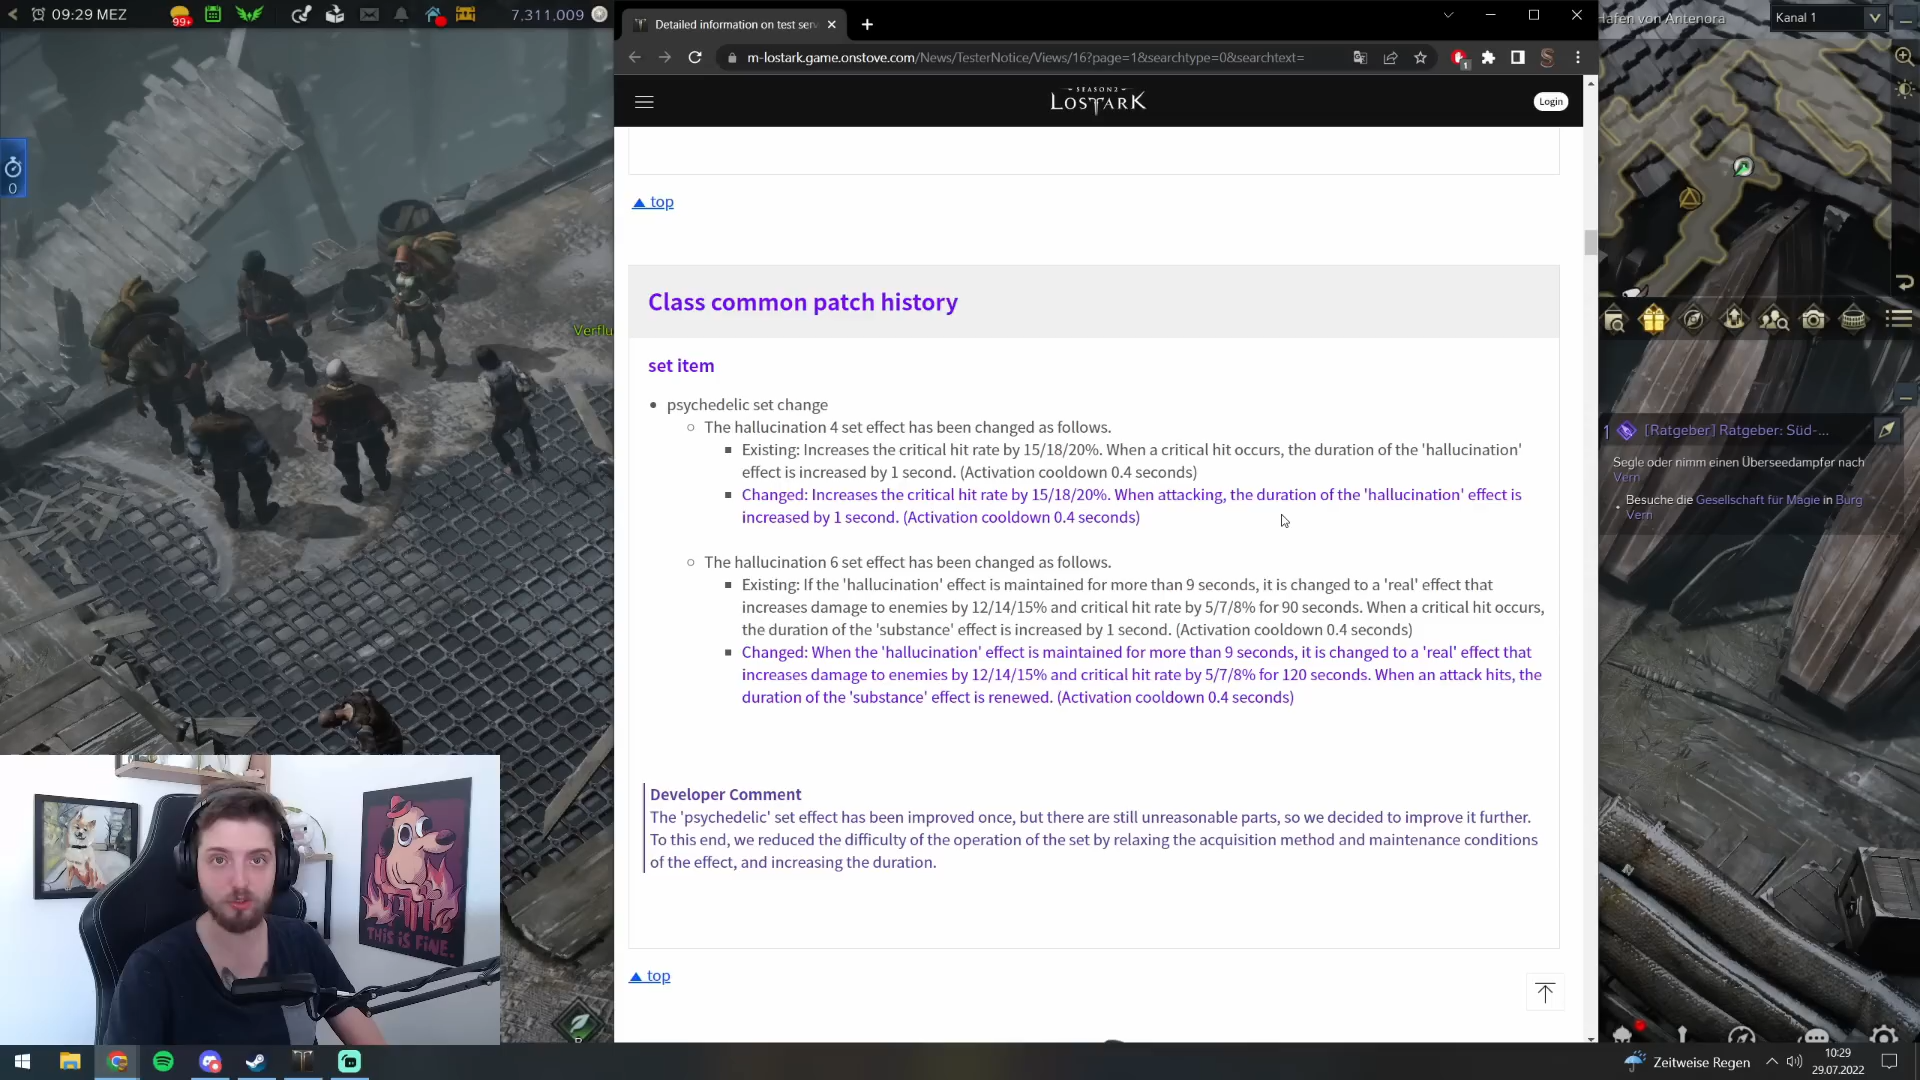 09:29 MEZ
99+
7,311,009
0
Verflu
Detailed information on test serv
m-lostark.game.onstove.com/News/TesterNotice/Views/16?page=1&searchtype=0&searchtext=
1
SEASON2
LOSTARK
Login
▲ top
Class common patch history
set item
• psychedelic set change
○ The hallucination 4 set effect has been changed as follows.
▪ Existing: Increases the critical hit rate by 15/18/20%. When a critical hit occurs, the duration of the 'hallucination'
effect is increased by 1 second. (Activation cooldown 0.4 seconds)
▪ Changed: Increases the critical hit rate by 15/18/20%. When attacking, the duration of the 'hallucination' effect is
increased by 1 second. (Activation cooldown 0.4 seconds)
○ The hallucination 6 set effect has been changed as follows.
▪ Existing: If the 'hallucination' effect is maintained for more than 9 seconds, it is changed to a 'real' effect that
increases damage to enemies by 12/14/15% and critical hit rate by 5/7/8% for 90 seconds. When a critical hit occurs,
the duration of the 'substance' effect is increased by 1 second. (Activation cooldown 0.4 seconds)
▪ Changed: When the 'hallucination' effect is maintained for more than 9 seconds, it is changed to a 'real' effect that
increases damage to enemies by 12/14/15% and critical hit rate by 5/7/8% for 120 seconds. When an attack hits, the
duration of the 'substance' effect is renewed. (Activation cooldown 0.4 seconds)
Developer Comment
The 'psychedelic' set effect has been improved once, but there are still unreasonable parts, so we decided to improve it further.
To this end, we reduced the difficulty of the operation of the set by relaxing the acquisition method and maintenance conditions
of the effect, and increasing the duration.
▲ top
Hafen von Antenora
Kanal 1
1 [Ratgeber] Ratgeber: Süd-...
Segle oder nimm einen Überseedampfer nach
Vern
• Besuche die Gesellschaft für Magie in Burg
Vern
THIS IS FINE.
Zeitweise Regen
10:29
29.07.2022